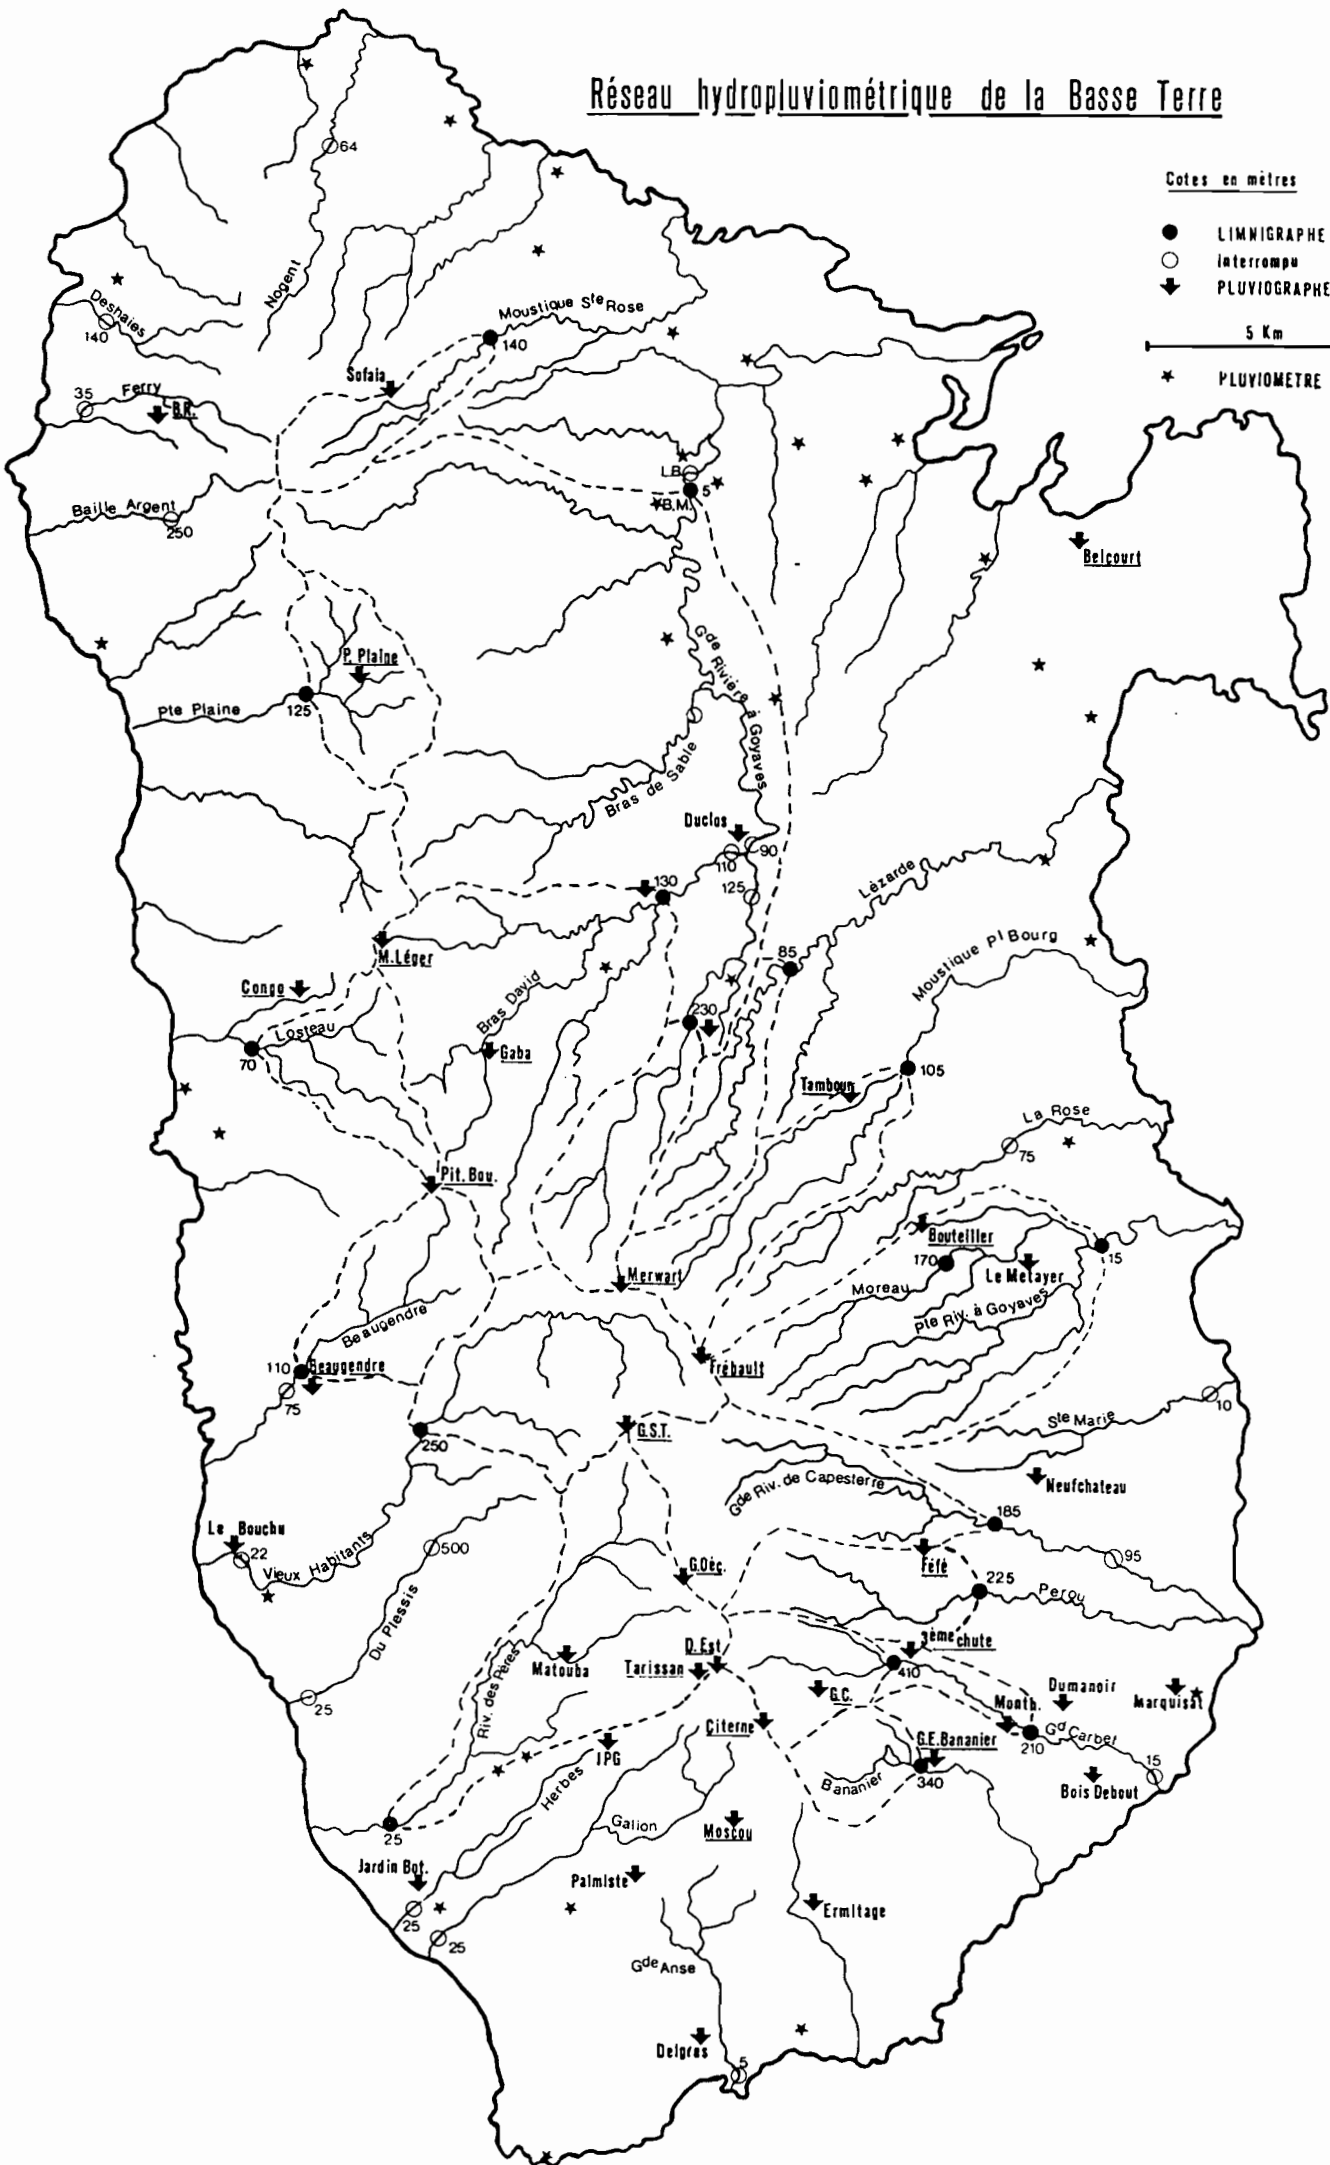 Réseau hydropluviométrique de la Basse Terre
Cotes en mètres
LIMNIGRAPHE
interrompu
PLUVIOGRAPHE
5 Km
PLUVIOMETRE
64
Nogent
Deshaies
140
Moustique Ste Rose
140
Sofaia
Ferry
35
B.R.
L.B.
5
B.M.
Baille Argent
250
Belcourt
Gde Rivière à Goyaves
P. Plaine
Pte Plaine
125
Bras de Sable
Duclos
90
110
125
130
Lézarde
M.Léger
85
Moustique Pt Bourg
Congo
Bras David
Losteau
70
230
Gaba
Tambour
105
La Rose
75
Pit. Bou.
Bouteiller
15
170
Le Metayer
Merwart
Moreau
Pte Riv. à Goyaves
Beaugendre
Frébault
110
Beaugendre
75
10
Ste Marie
G.S.T.
250
Neufchateau
Gde Riv. de Capesterre
185
Le Bouchu
22
Vieux Habitants
500
95
Féfé
G.Déc.
225
Perou
Du Plessis
3ème chute
D. Est
Matouba
Tarissan
410
Riv. des Pères
G.C.
Dumanoir
Marquisat
25
Montb.
Citerne
Gd Carbet
210
G.E.Bananier
IPG
15
Bananier
340
Bois Debout
Herbes
Galion
Moscou
25
Jardin Bot.
Palmiste
25
Ermitage
25
Gde Anse
Delgres
5